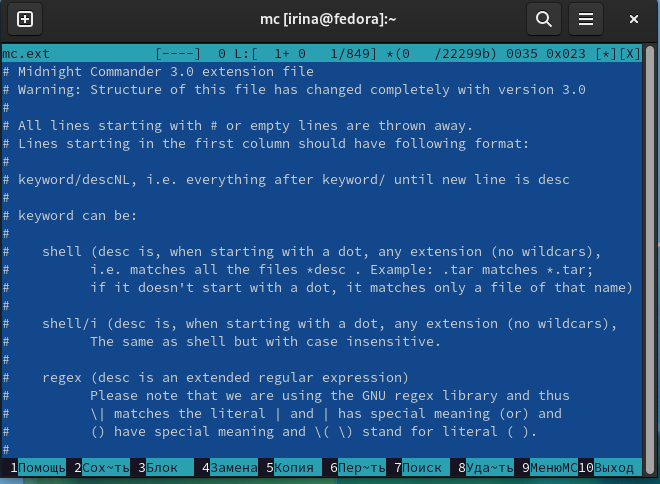 mc [irina@fedora]:~
mc.ext [----] 0 L:[ 1+ 0 1/849] *(0 /22299b) 0035 0x023 [*][X]
# Midnight Commander 3.0 extension file
# Warning: Structure of this file has changed completely with version 3.0
#
# All lines starting with # or empty lines are thrown away.
# Lines starting in the first column should have following format:
#
# keyword/descNL, i.e. everything after keyword/ until new line is desc
#
# keyword can be:
#
#    shell (desc is, when starting with a dot, any extension (no wildcars),
#          i.e. matches all the files *desc . Example: .tar matches *.tar;
#          if it doesn't start with a dot, it matches only a file of that name)
#
#    shell/i (desc is, when starting with a dot, any extension (no wildcars),
#          The same as shell but with case insensitive.
#
#    regex (desc is an extended regular expression)
#          Please note that we are using the GNU regex library and thus
#          \| matches the literal | and | has special meaning (or) and
#          () have special meaning and \( \) stand for literal ( ).
#
1Помощь 2Сох~ть 3Блок 4Замена 5Копия 6Пер~ть 7Поиск 8Уда~ть 9МенюMC 10Выход